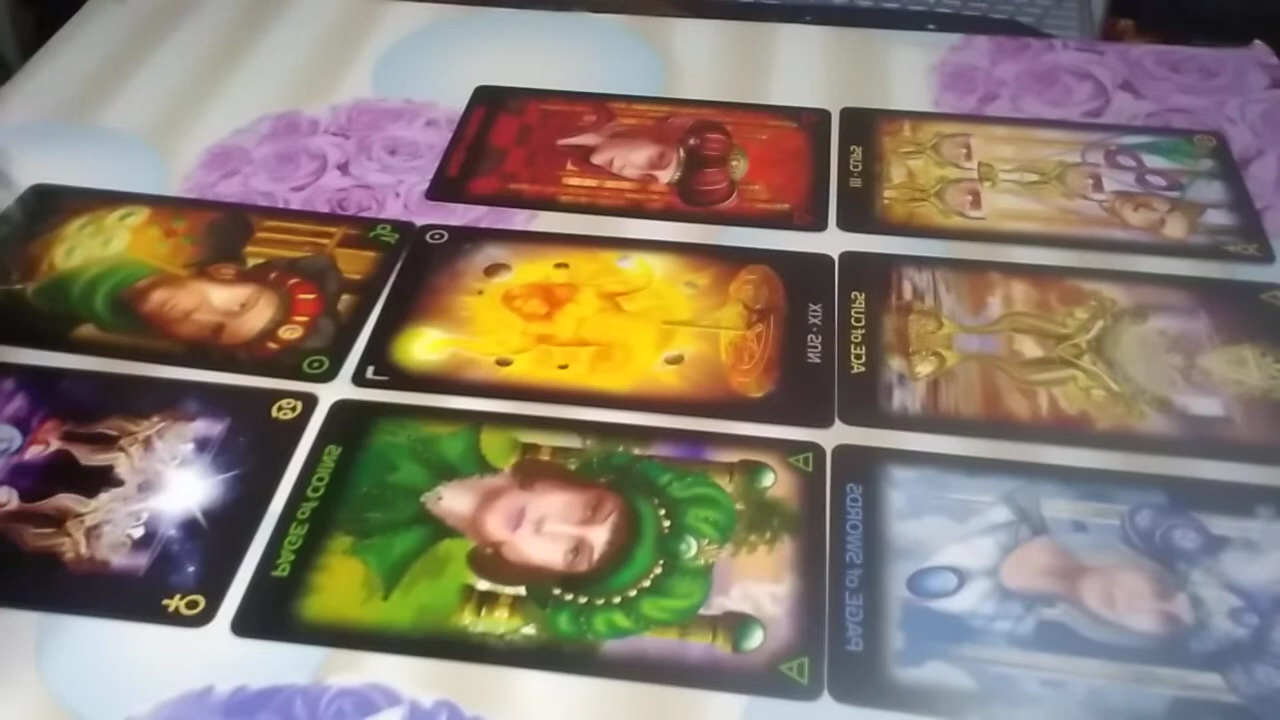 III · CUPS
XIX · SUN
ACE of CUPS
PAGE of COINS
PAGE of SWORDS